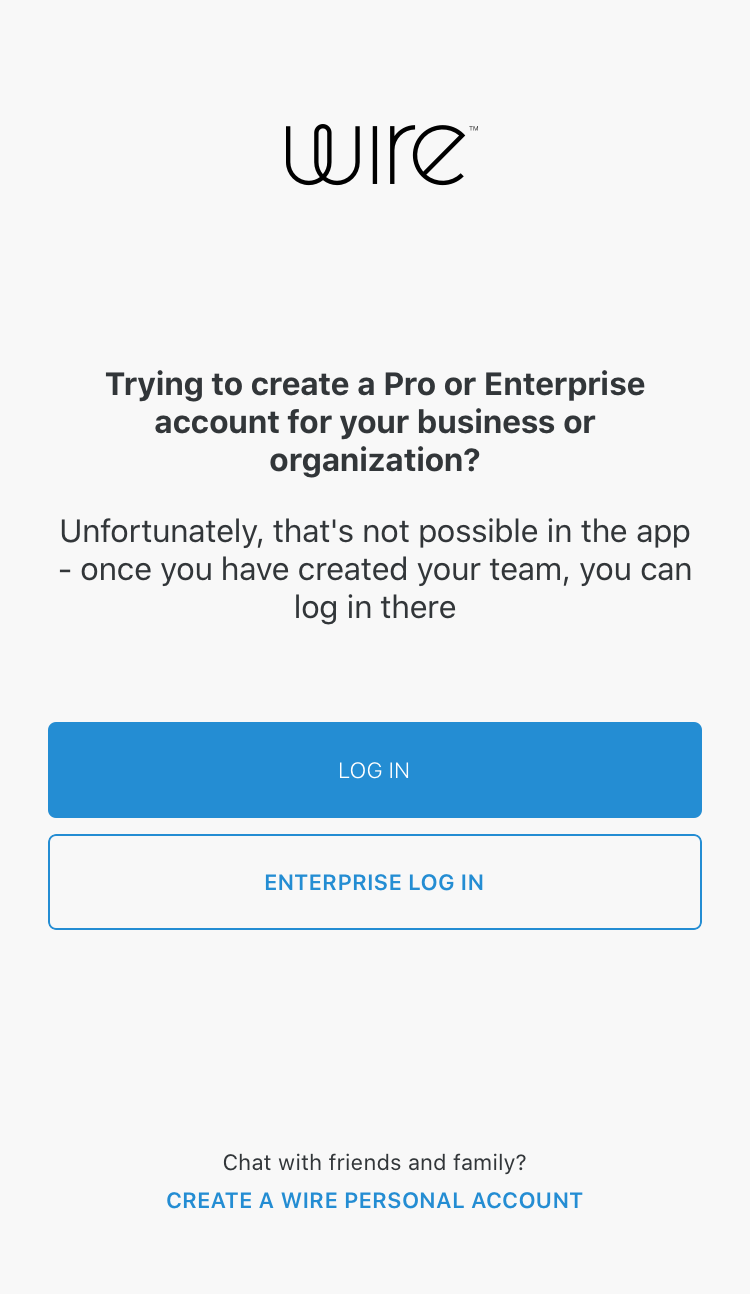 wire™
Trying to create a Pro or Enterprise
account for your business or
organization?
Unfortunately, that's not possible in the app
- once you have created your team, you can
log in there
LOG IN
ENTERPRISE LOG IN
Chat with friends and family?
CREATE A WIRE PERSONAL ACCOUNT